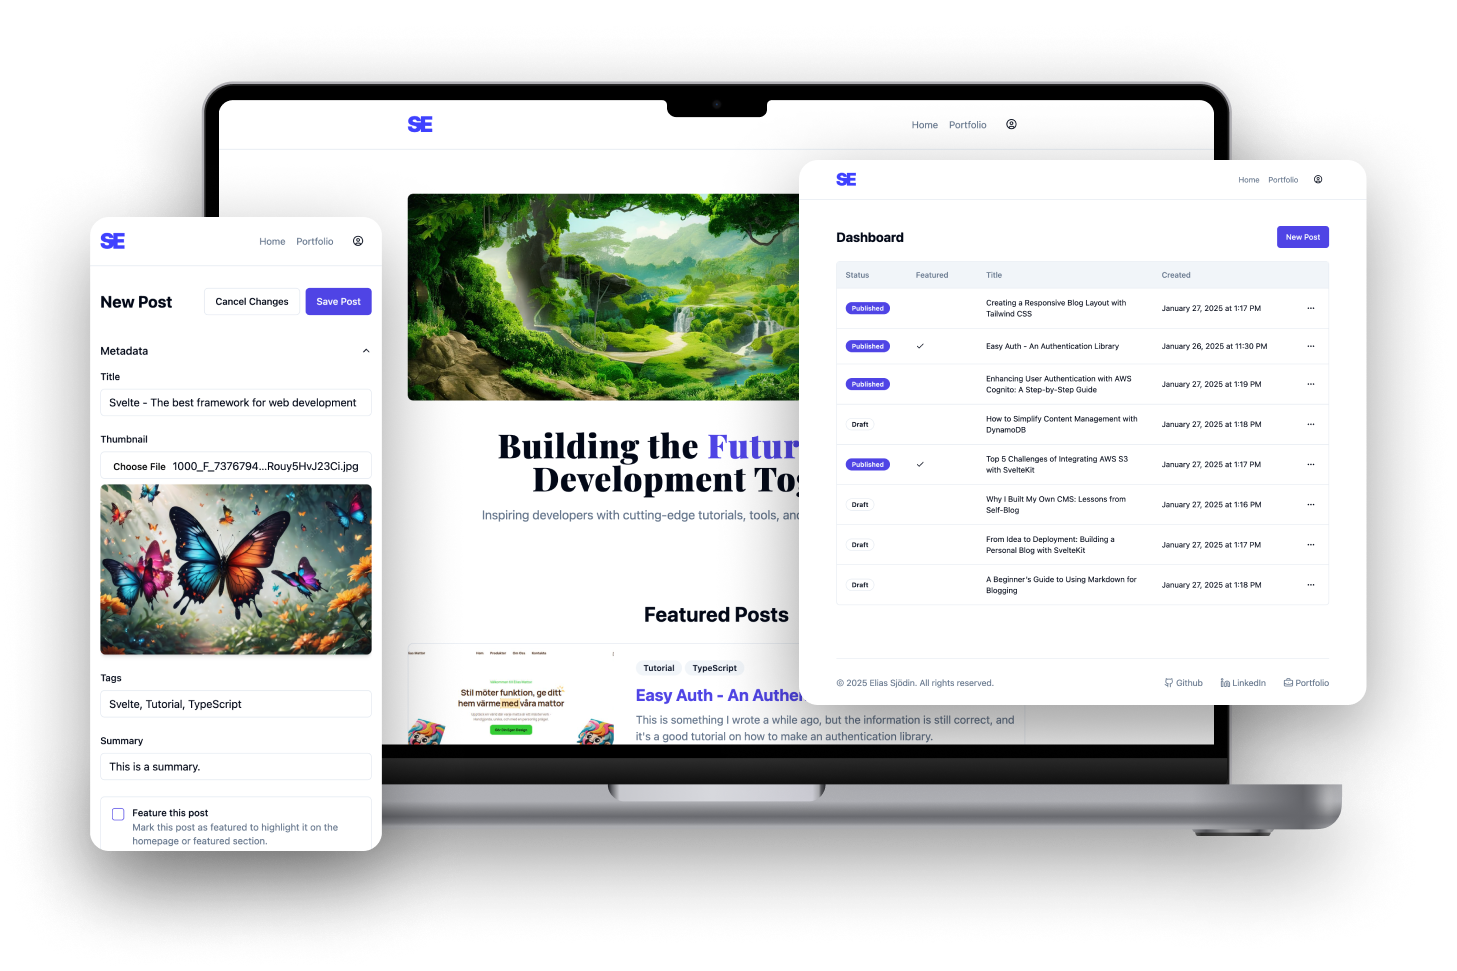 SE
Home Portfolio
Building the Futur
Development Tog
Inspiring developers with cutting-edge tutorials, tools, and
Featured Posts
Hem Produkten Om Oss Kontakta
Stil möter funktion, ge ditt
hem värme med våra mattor
Tutorial TypeScript
Easy Auth - An Authen
This is something I wrote a while ago, but the information is still correct, and
it's a good tutorial on how to make an authentication library.
SE
Home Portfolio
New Post
Cancel Changes
Save Post
Metadata
Title
Svelte - The best framework for web development
Thumbnail
Choose File 1000_F_7376794...Rouy5HvJ23Ci.jpg
Tags
Svelte, Tutorial, TypeScript
Summary
This is a summary.
Feature this post
Mark this post as featured to highlight it on the
homepage or featured section.
SE
Home Portfolio
Dashboard
New Post
Status Featured Title Created
Published Creating a Responsive Blog Layout with January 27, 2025 at 1:17 PM ...
Tailwind CSS
Published Easy Auth - An Authentication Library January 26, 2025 at 11:30 PM ...
Published Enhancing User Authentication with AWS January 27, 2025 at 1:19 PM ...
Cognito: A Step-by-Step Guide
Draft How to Simplify Content Management with January 27, 2025 at 1:18 PM ...
DynamoDB
Published Top 5 Challenges of Integrating AWS S3 January 27, 2025 at 1:17 PM ...
with SvelteKit
Draft Why I Built My Own CMS: Lessons from January 27, 2025 at 1:16 PM ...
Self-Blog
Draft From Idea to Deployment: Building a January 27, 2025 at 1:17 PM ...
Personal Blog with SvelteKit
Draft A Beginner's Guide to Using Markdown for January 27, 2025 at 1:18 PM ...
Blogging
© 2025 Elias Sjödin. All rights reserved.
Github LinkedIn Portfolio